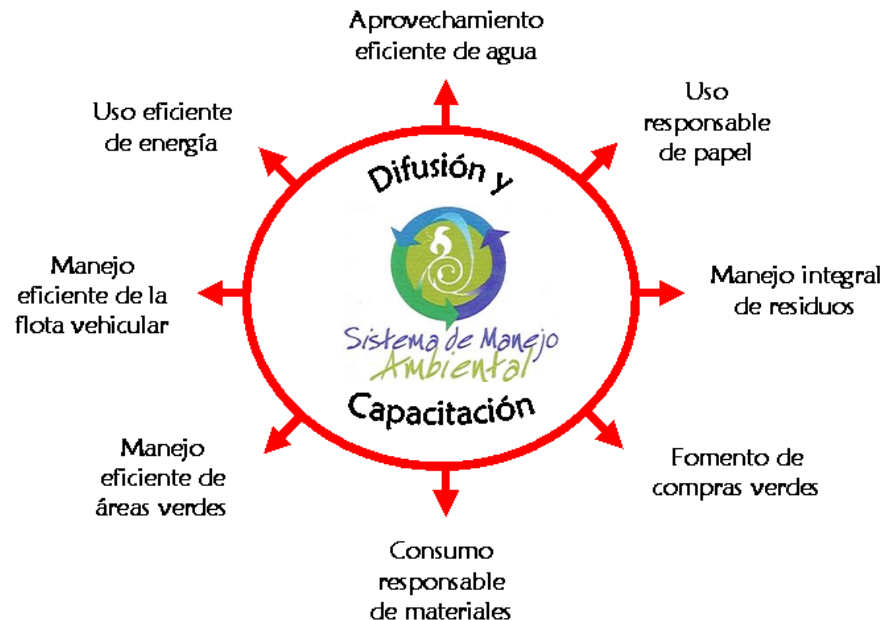 Aprovechamiento
eficiente de agua
Uso
responsable
de papel
Manejo integral
de residuos
Fomento de
compras verdes
Consumo
responsable
de materiales
Manejo
eficiente de
áreas verdes
Manejo
eficiente de la
flota vehicular
Uso eficiente
de energía
Difusión y
Sistema de Manejo
Ambiental
Capacitación